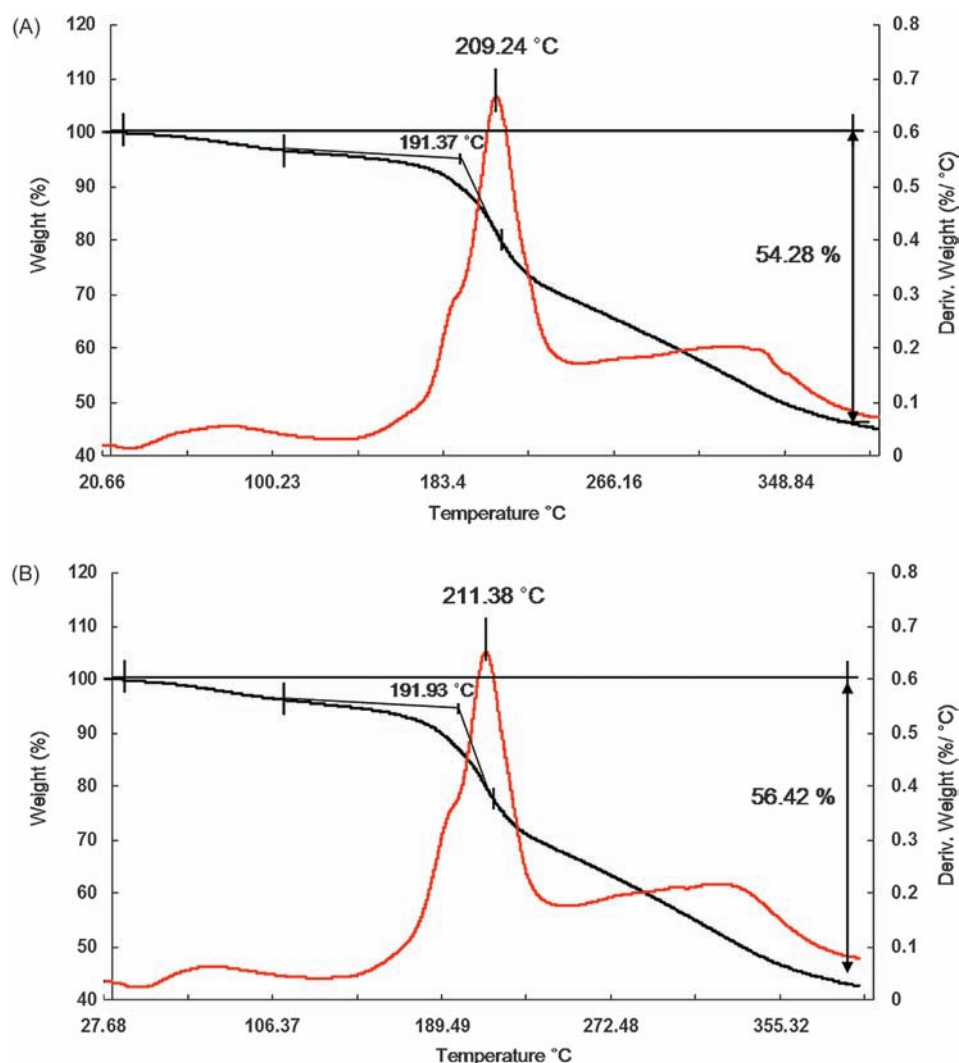 (A)
209.24 °C
191.37 °C
54.28 %
Weight (%)
120
110
100
90
80
70
60
50
40
Deriv. Weight (%/ °C)
0.8
0.7
0.6
0.5
0.4
0.3
0.2
0.1
0
20.66 100.23 183.4 266.16 348.84
Temperature °C
(B)
211.38 °C
191.93 °C
56.42 %
Weight (%)
120
110
100
90
80
70
60
50
40
Deriv. Weight (%/ °C)
0.8
0.7
0.6
0.5
0.4
0.3
0.2
0.1
0
27.68 106.37 189.49 272.48 355.32
Temperature °C